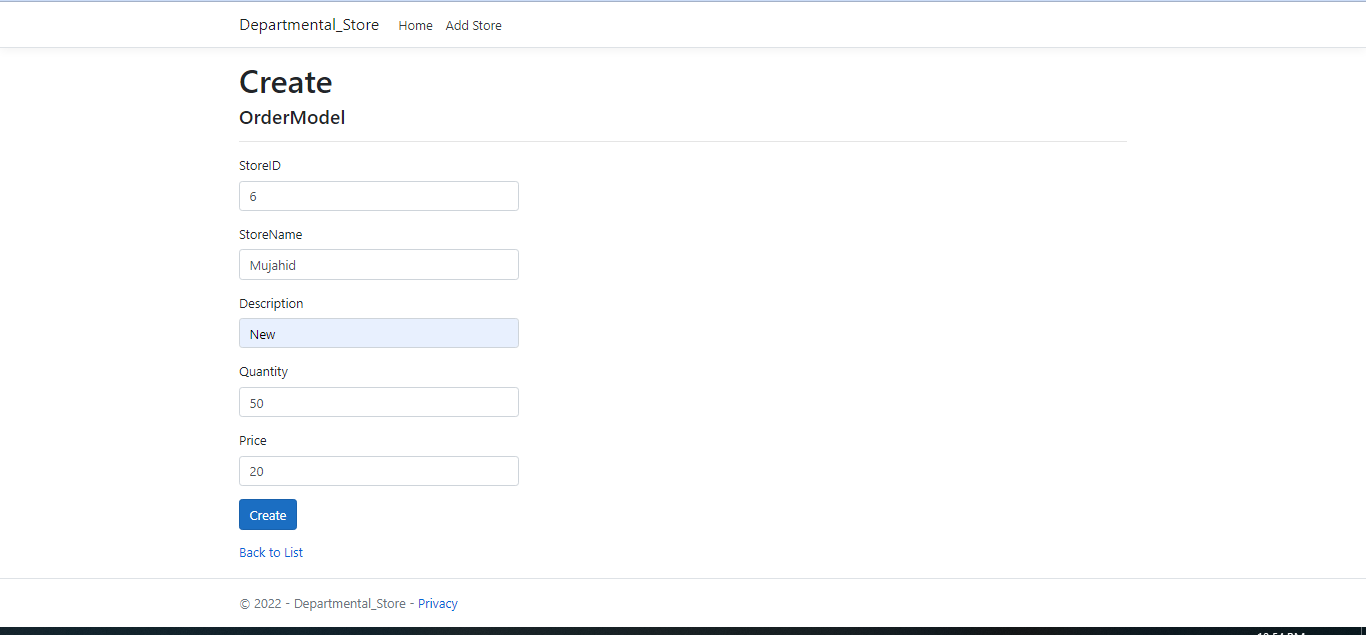 Departmental_Store Home Add Store
Create
OrderModel
StoreID
6
StoreName
Mujahid
Description
New
Quantity
50
Price
20
Create
Back to List
© 2022 - Departmental_Store - Privacy